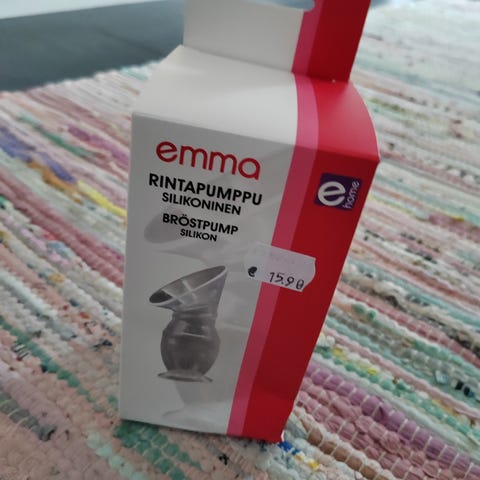 emma
RINTAPUMPPU
SILIKONINEN
BRÖSTPUMP
SILIKON
e
home
€ 15.90